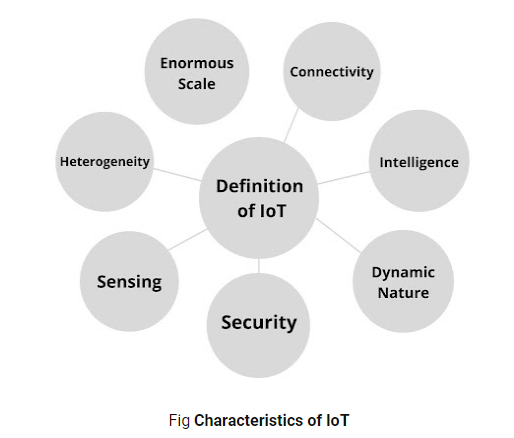 Enormous
Scale
Connectivity
Heterogeneity
Definition
of IoT
Intelligence
Sensing
Security
Dynamic
Nature
Fig Characteristics of IoT